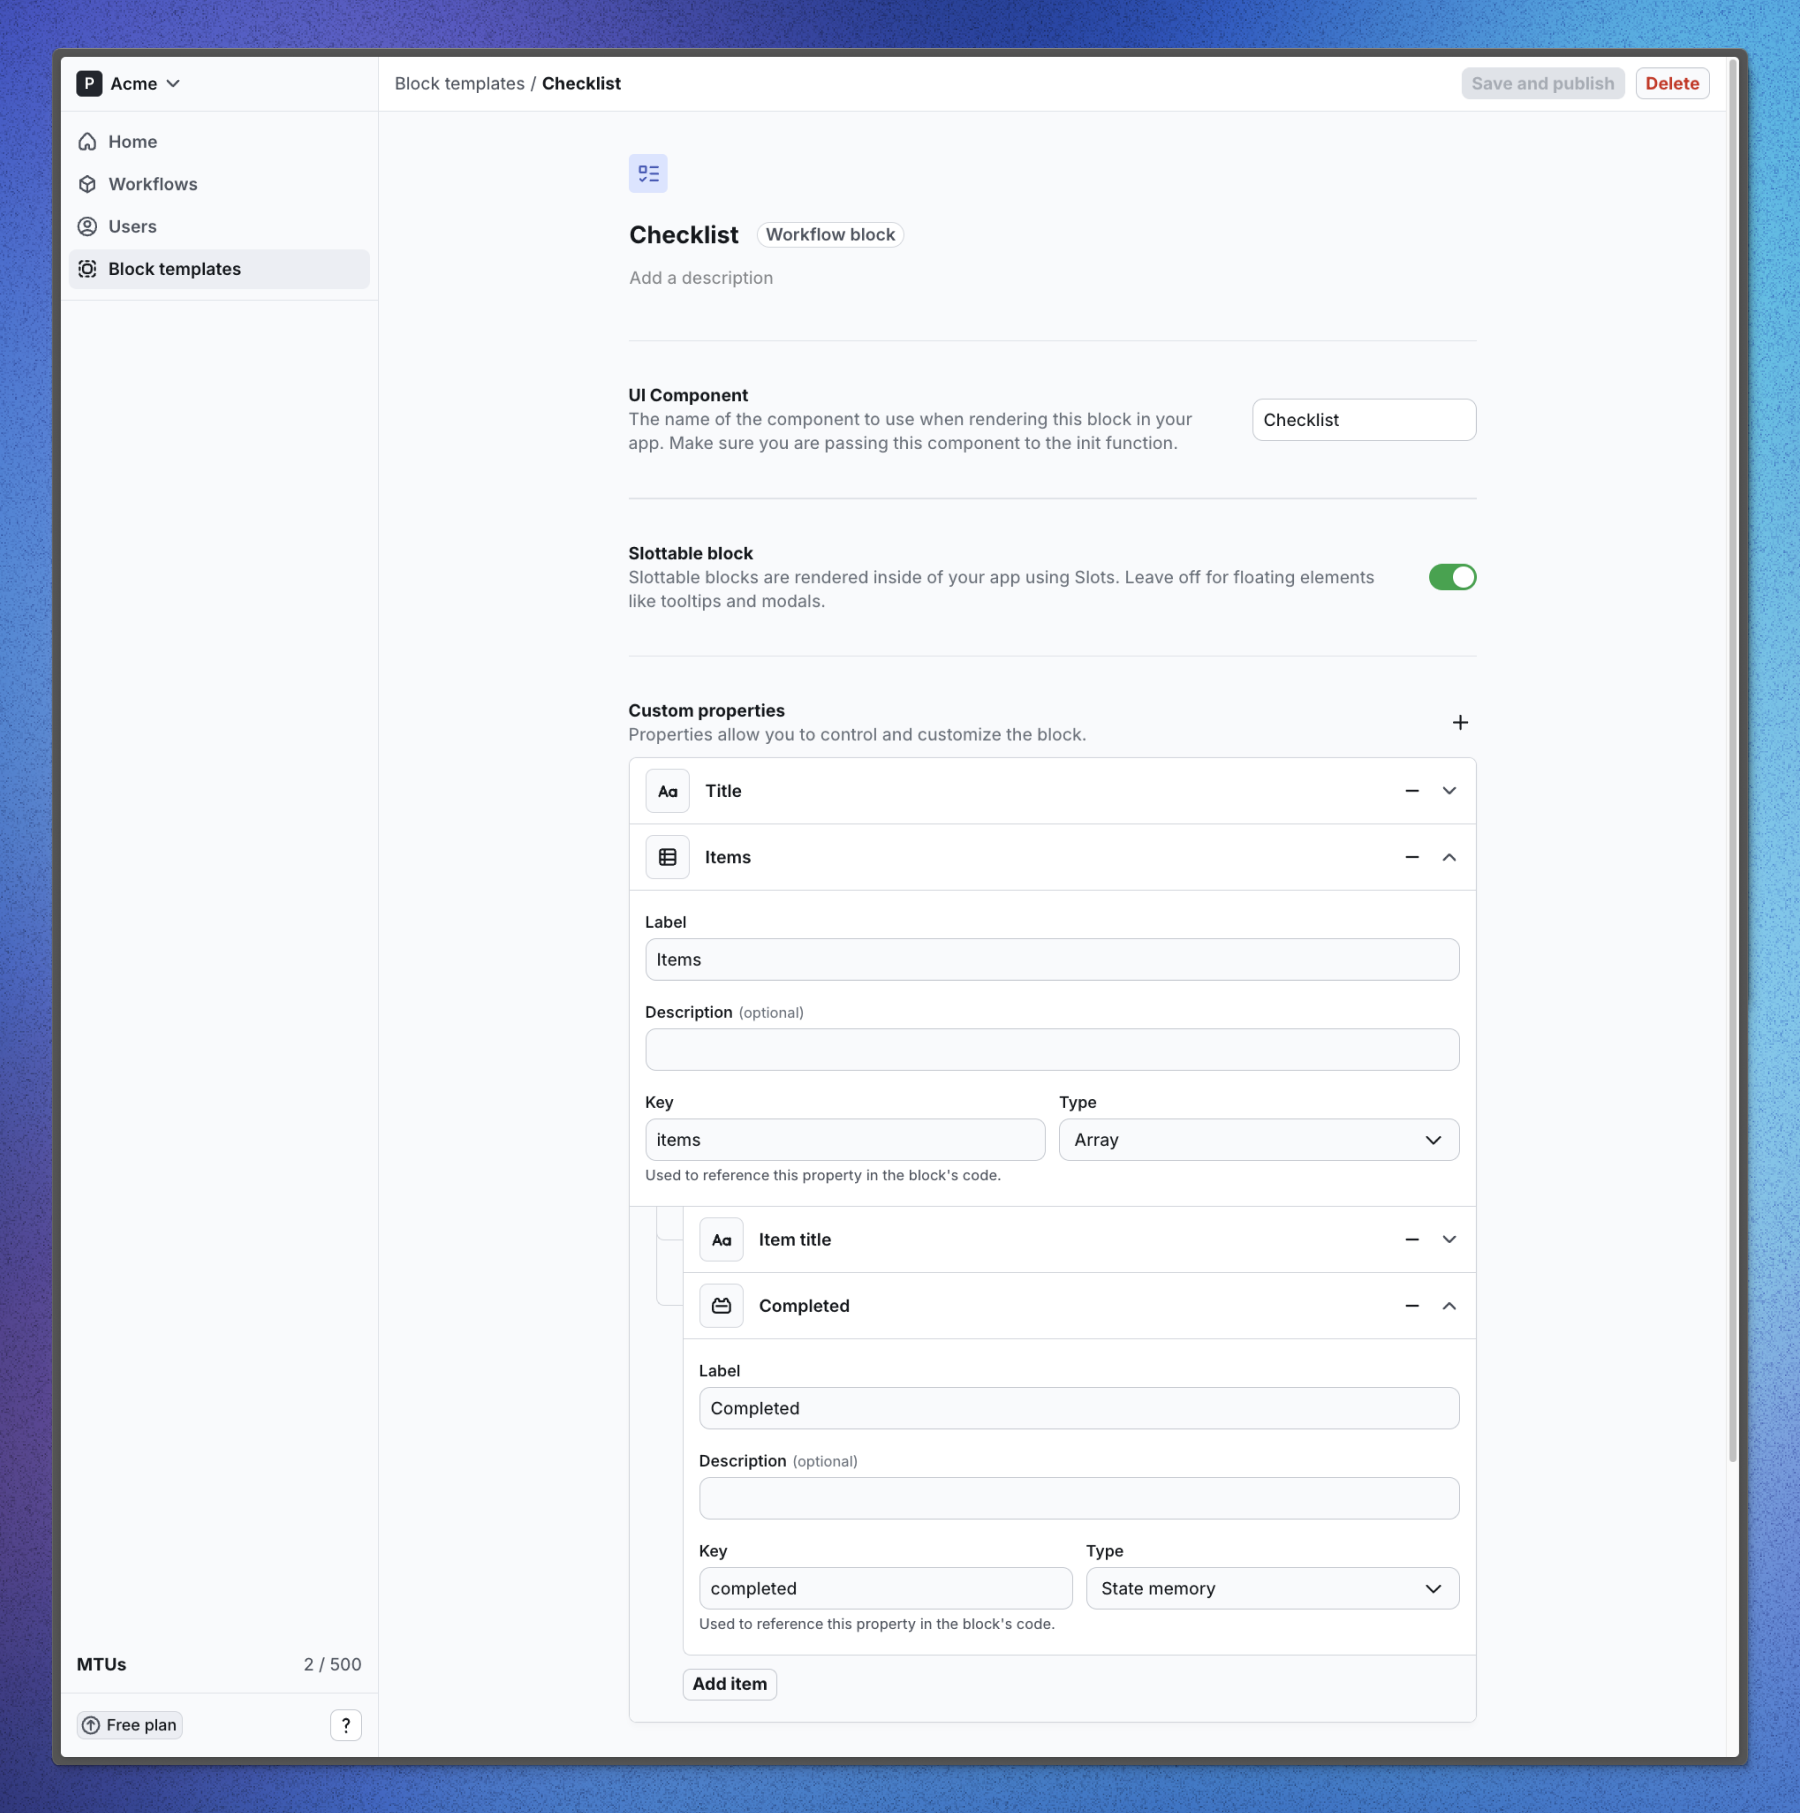 P Acme
Block templates / Checklist
Save and publish
Delete
Home
Workflows
Users
Block templates
Checklist
Workflow block
Add a description
UI Component
The name of the component to use when rendering this block in your
app. Make sure you are passing this component to the init function.
Checklist
Slottable block
Slottable blocks are rendered inside of your app using Slots. Leave off for floating elements
like tooltips and modals.
Custom properties
Properties allow you to control and customize the block.
Aa Title
Items
Label
Items
Description (optional)
Key
Type
items
Array
Used to reference this property in the block's code.
Aa Item title
Completed
Label
Completed
Description (optional)
Key
Type
completed
State memory
Used to reference this property in the block's code.
Add item
MTUs
2 / 500
Free plan
?